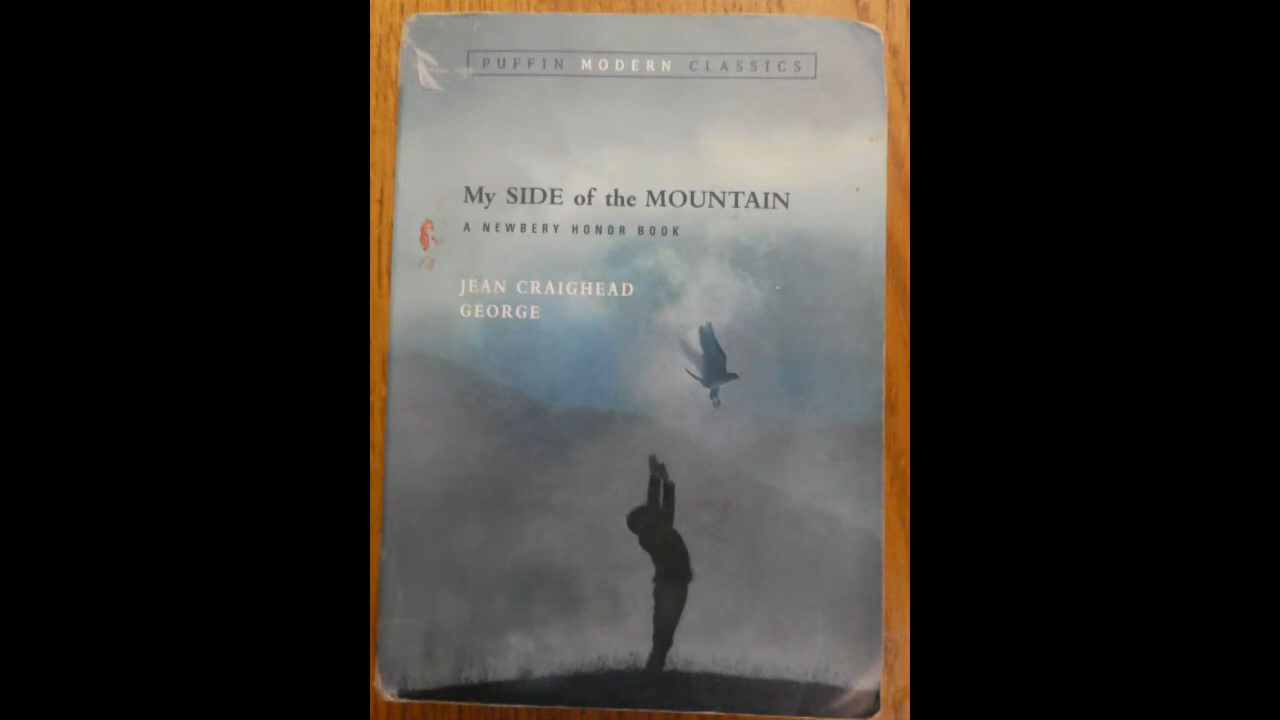 PUFFIN MODERN CLASSICS
My SIDE of the MOUNTAIN
A NEWBERY HONOR BOOK
JEAN CRAIGHEAD
GEORGE